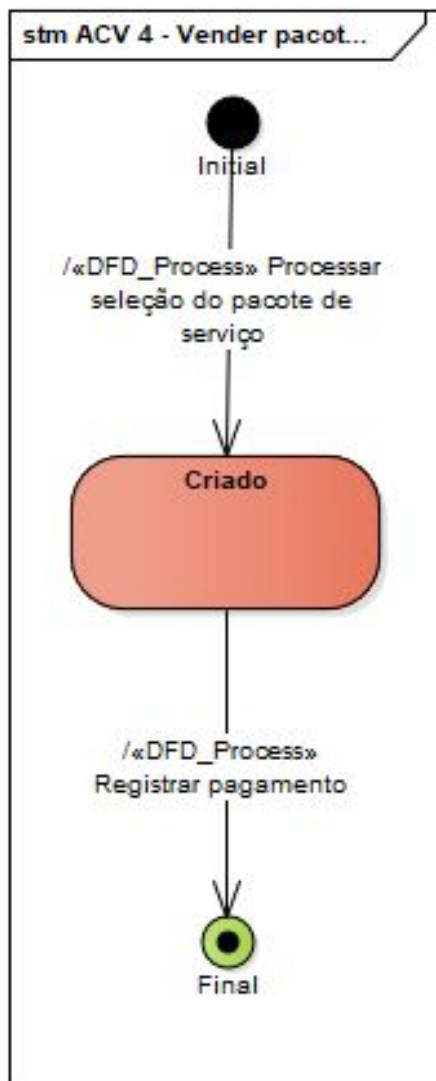 stm ACV 4 - Vender pacot...
Initial
/«DFD_Process» Processar
seleção do pacote de
serviço
Criado
/«DFD_Process»
Registrar pagamento
Final